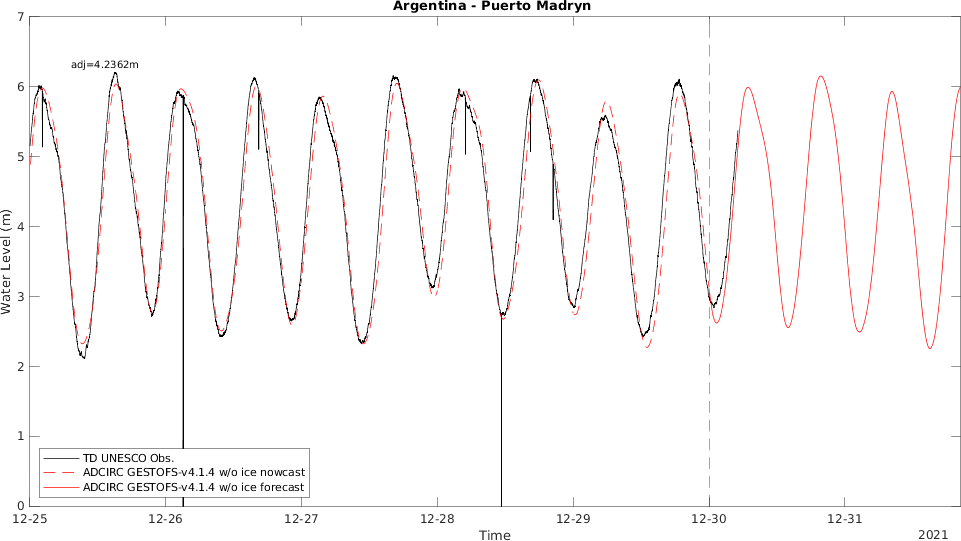 Argentina - Puerto Madryn
adj=4.2362m
Water Level (m)
7
6
5
4
3
2
1
0
TD UNESCO Obs.
ADCIRC GESTOFS-v4.1.4 w/o ice nowcast
ADCIRC GESTOFS-v4.1.4 w/o ice forecast
12-25 12-26 12-27 12-28 12-29 12-30 12-31
Time
2021